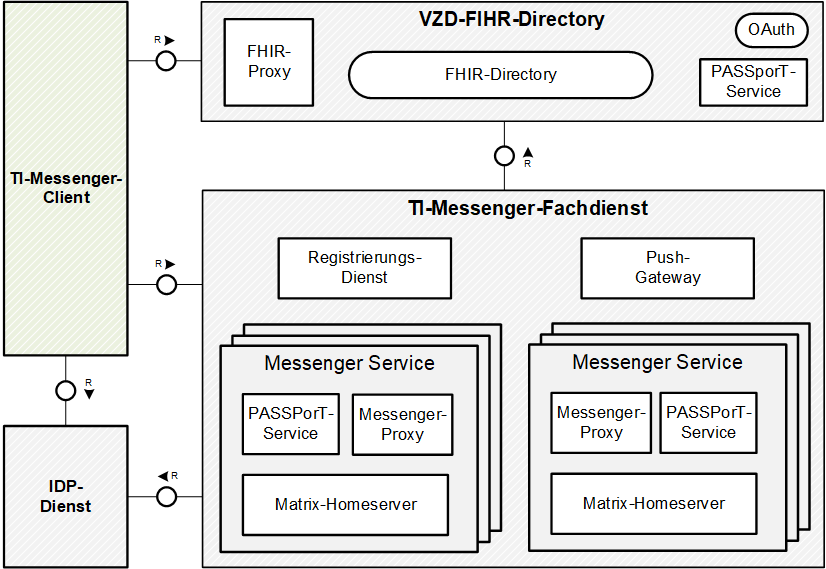 VZD-FIHR-Directory
OAuth
FHIR-
Proxy
FHIR-Directory
PASSporT-
Service
R
R
TI-Messenger-
Client
TI-Messenger-Fachdienst
Registrierungs-
Dienst
Push-
Gateway
R
Messenger Service
PASSPorT-
Service
Messenger-
Proxy
Matrix-Homeserver
Messenger Service
Messenger-
Proxy
PASSPorT-
Service
Matrix-Homeserver
R
IDP-
Dienst
R